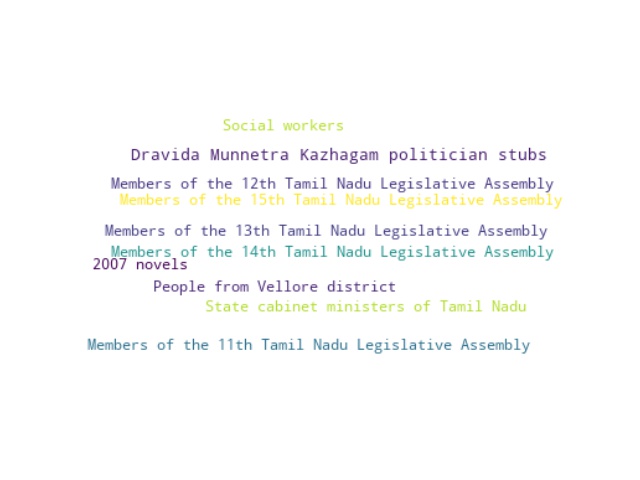 Social workers
Dravida Munnetra Kazhagam politician stubs
Members of the 12th Tamil Nadu Legislative Assembly
Members of the 15th Tamil Nadu Legislative Assembly
Members of the 13th Tamil Nadu Legislative Assembly
Members of the 14th Tamil Nadu Legislative Assembly
2007 novels
People from Vellore district
State cabinet ministers of Tamil Nadu
Members of the 11th Tamil Nadu Legislative Assembly